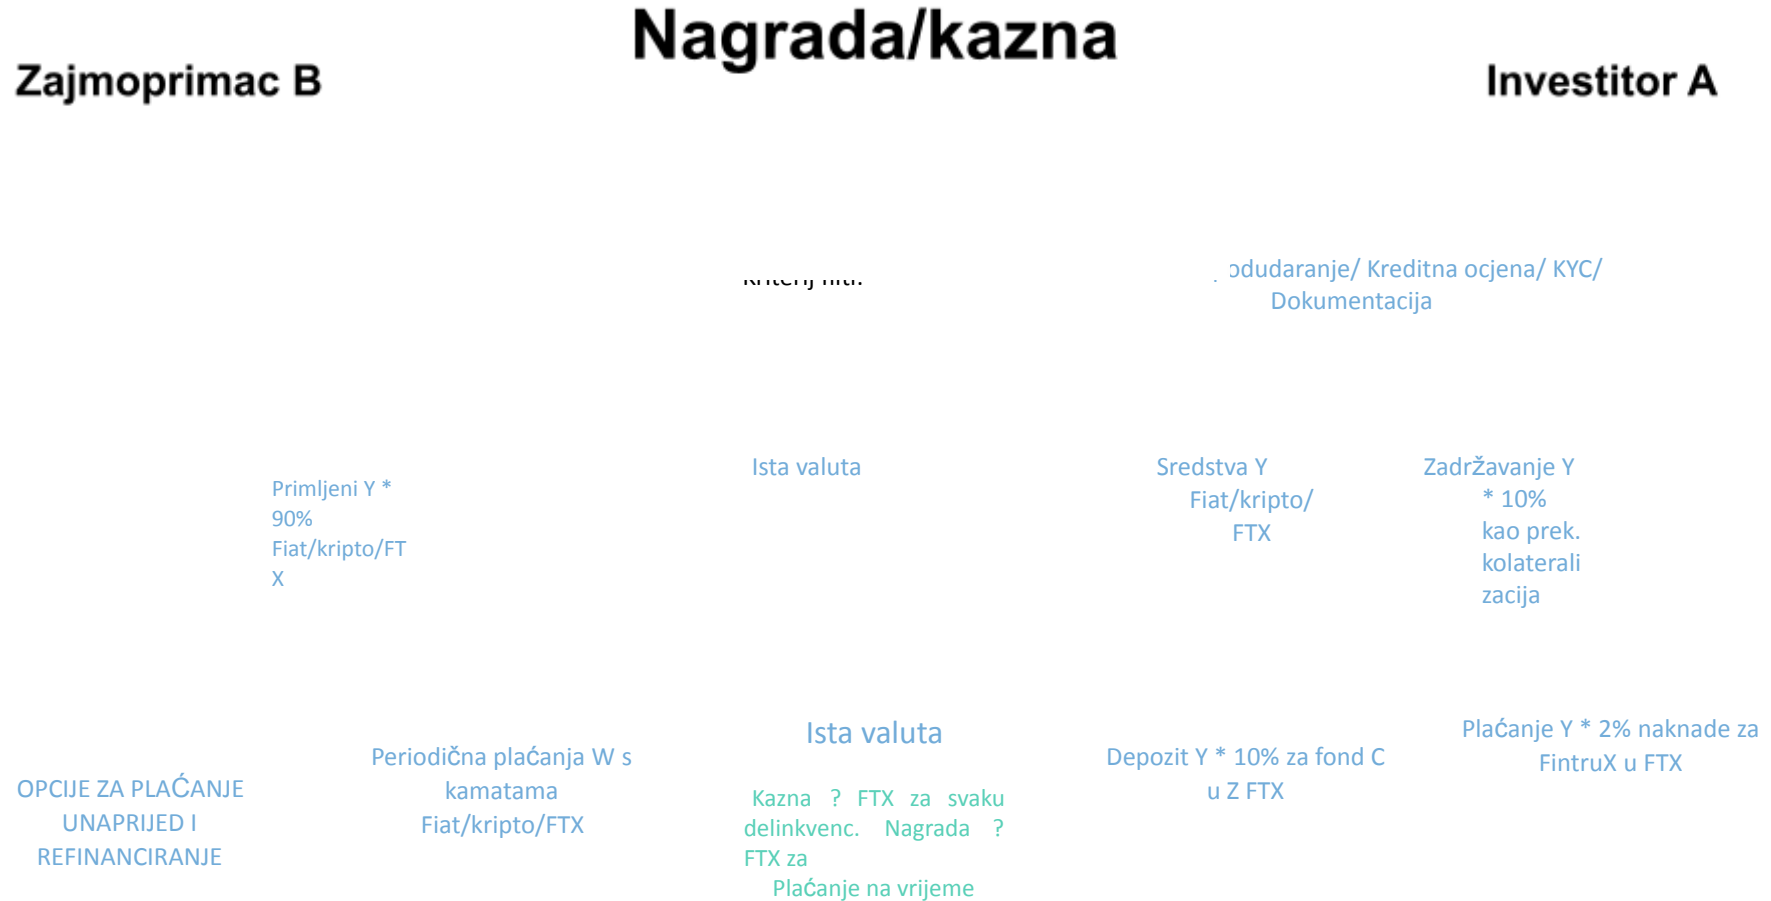 Nagrada/kazna
Zajmoprimac B
Investitor A
odudaranje/ Kreditna ocjena/ KYC/
Dokumentacija
Primljeni Y *
90%
Fiat/kripto/FT
X
Ista valuta
Sredstva Y
Fiat/kripto/
FTX
Zadržavanje Y
* 10%
kao prek.
kolaterali
zacija
OPCIJE ZA PLAĆANJE
UNAPRIJED I
REFINANCIRANJE
Periodična plaćanja W s
kamatama
Fiat/kripto/FTX
Ista valuta
Kazna ? FTX za svaku
delinkvenc. Nagrada ?
FTX za
Plaćanje na vrijeme
Depozit Y * 10% za fond C
u Z FTX
Plaćanje Y * 2% naknade za
FintruX u FTX